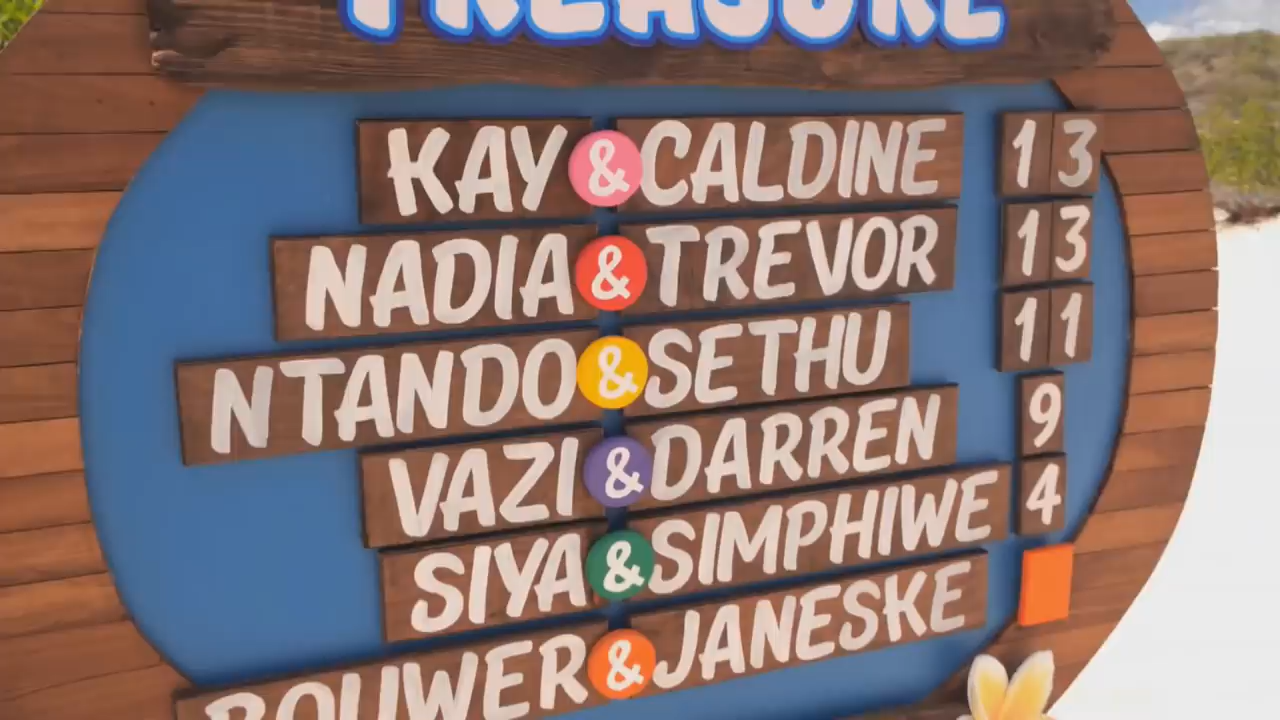 TREASURE
KAY & CALDINE 13
NADIA & TREVOR 13
NTANDO & SETHU 11
VAZI & DARREN 9
SIYA & SIMPHIWE 4
BOUWER & JANESKE